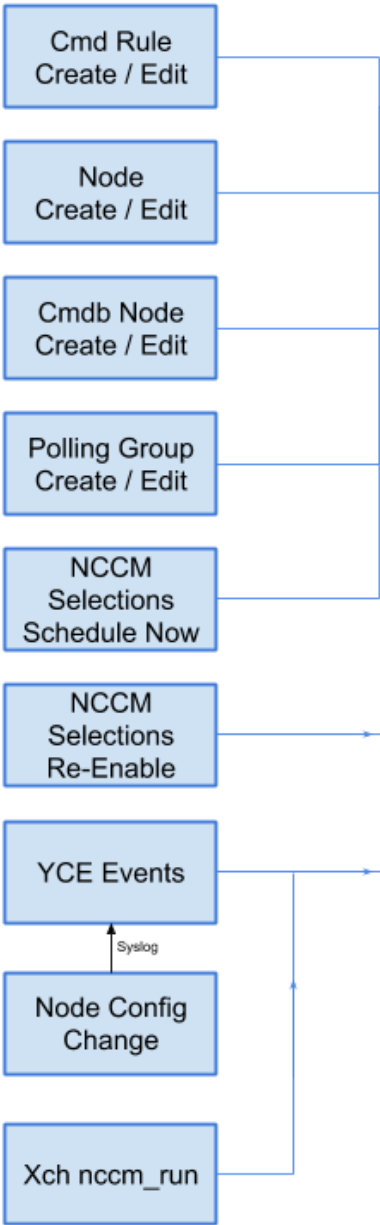 Cmd Rule
Create / Edit
Node
Create / Edit
Cmdb Node
Create / Edit
Polling Group
Create / Edit
NCCM
Selections
Schedule Now
NCCM
Selections
Re-Enable
YCE Events
Syslog
Node Config
Change
Xch nccm_run